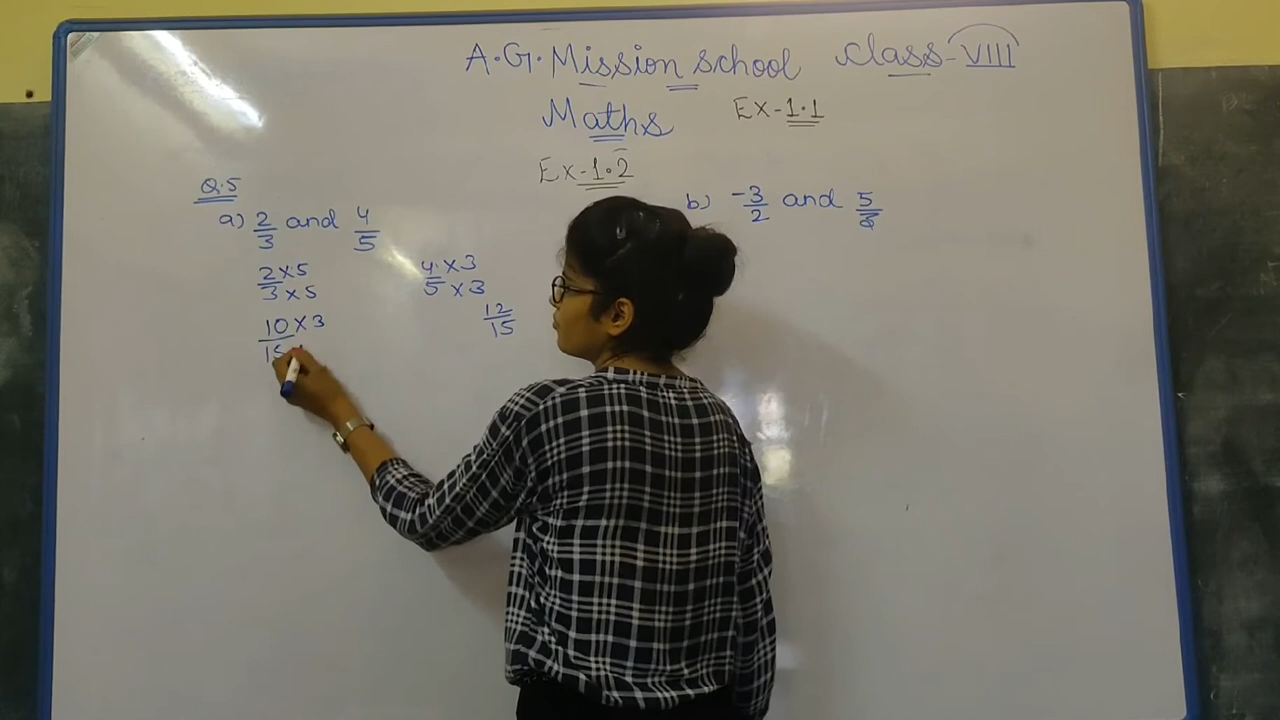 A.G. Mission school Class-VIII
Maths Ex-1.1
Ex-1.2
Q.5
a) 2/3 and 4/5
b) -3/2 and 5/
2×5/3×5 4×3/5×3
12/15
10×3/15